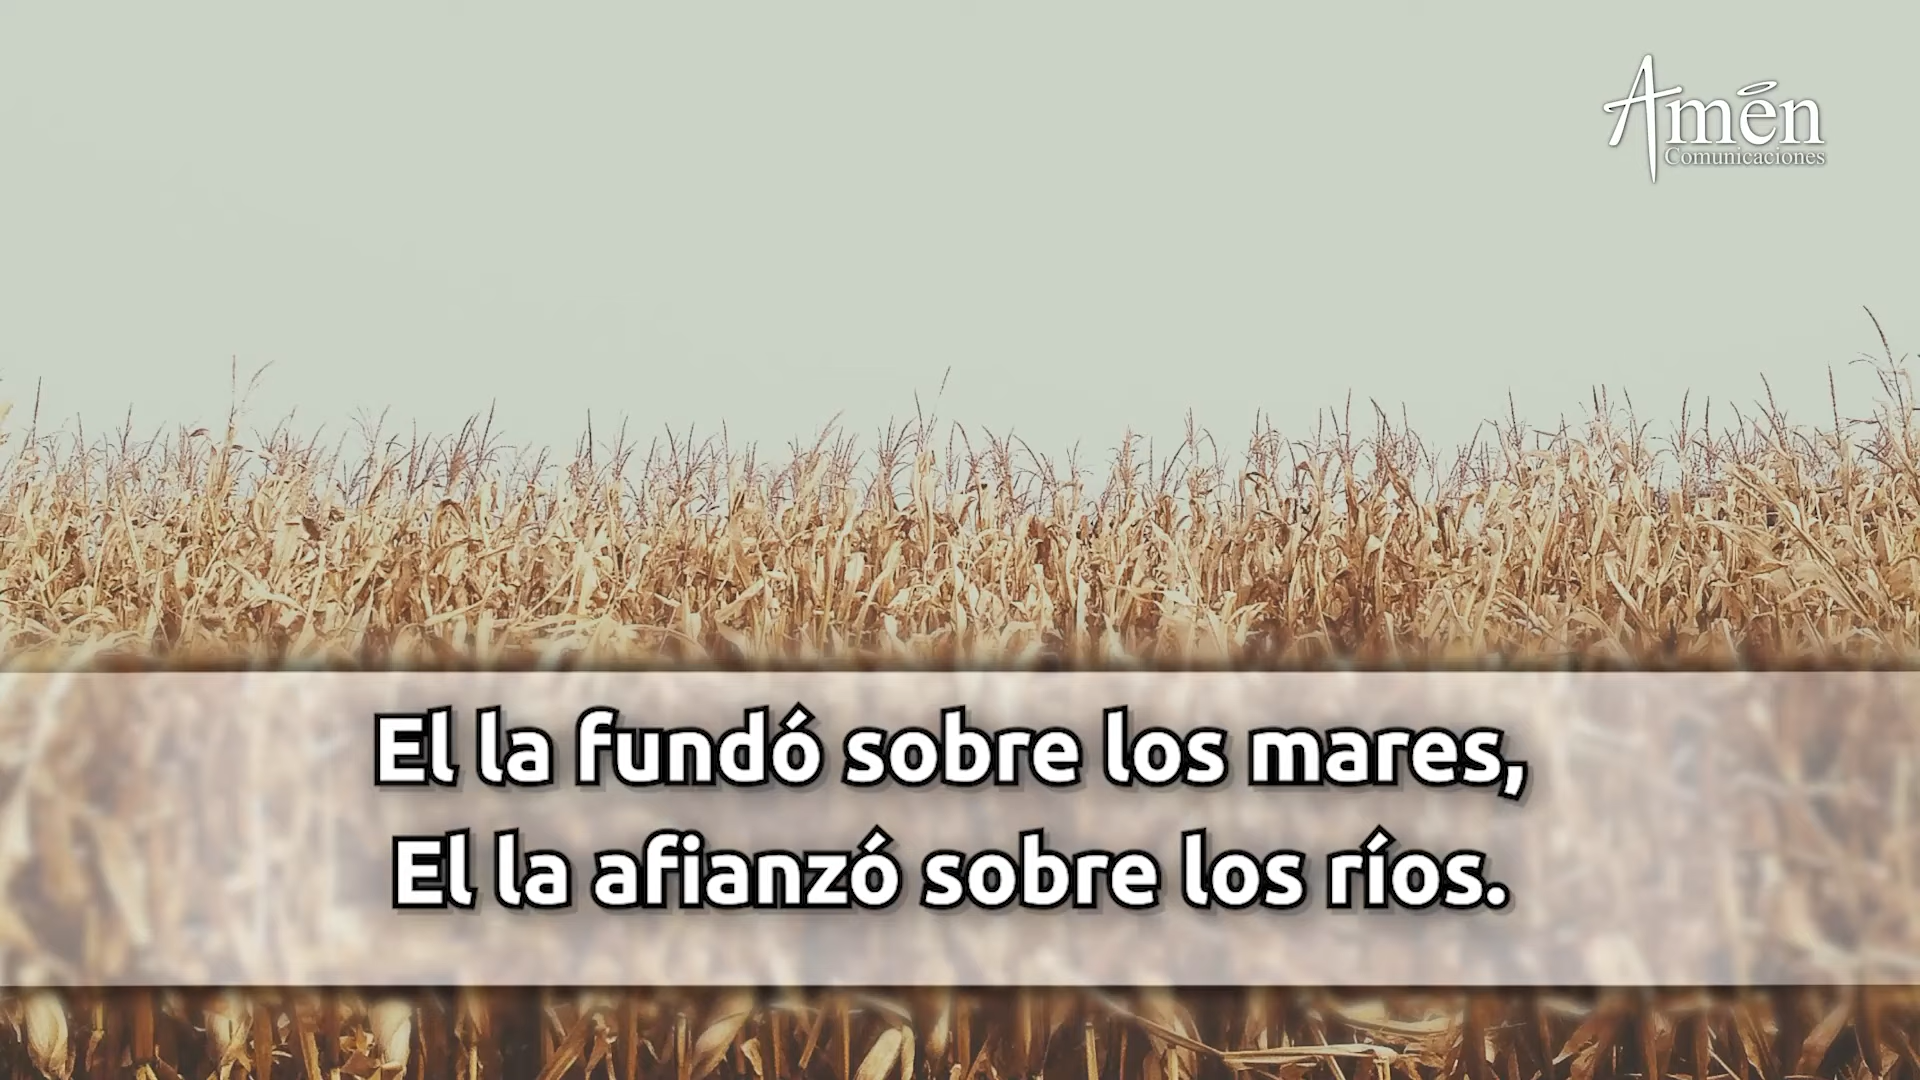 Amén
Comunicaciones
El la fundó sobre los mares,
El la afianzó sobre los ríos.